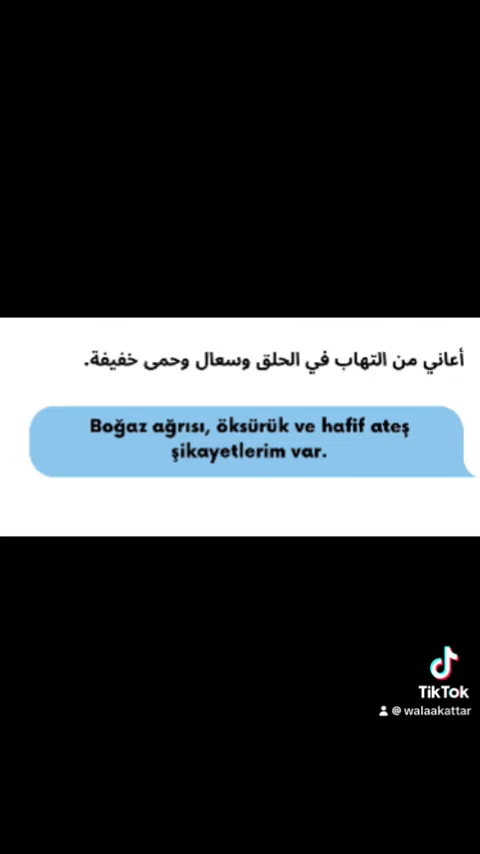 أعاني من التهاب في الحلق وسعال وحمى خفيفة.
Boğaz ağrısı, öksürük ve hafif ateş
şikayetlerim var.
TikTok
@ walaakattar